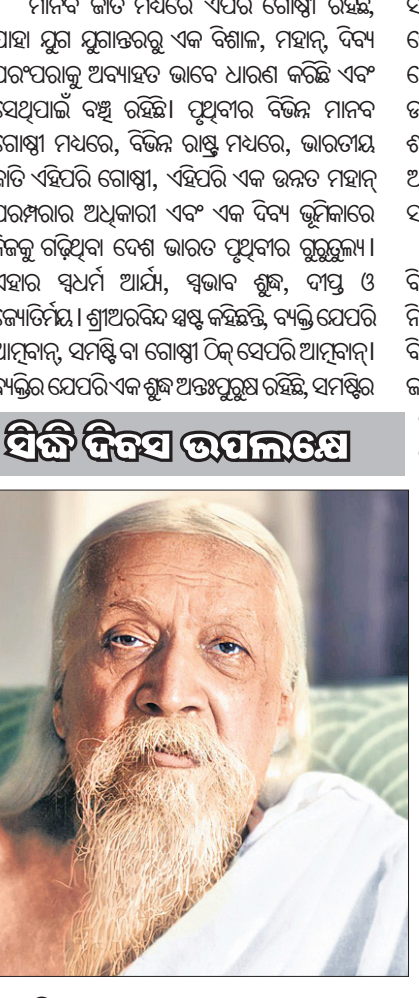 ମାନବ ଜାତି ମଧ୍ୟରେ ଏପରି ଗୋଷ୍ଠୀ ରହିଛି,
ଯାହା ଯୁଗ ଯୁଗାନ୍ତରରୁ ଏକ ବିଶାଳ, ମହାନ୍, ଦିବ୍ୟ
ପରଂପରାକୁ ଅବ୍ୟାହତ ଭାବେ ଧାରଣ କରିଛି ଏବଂ
ସେଥିପାଇଁ ବଞ୍ଚି ରହିଛି। ପୃଥିବୀର ବିଭିନ୍ନ ମାନବ
ଗୋଷ୍ଠୀ ମଧ୍ୟରେ, ବିଭିନ୍ନ ରାଷ୍ଟ୍ର ମଧ୍ୟରେ, ଭାରତୀୟ
ଜାତି ଏହିପରି ଗୋଷ୍ଠୀ, ଏହିପରି ଏକ ଉନ୍ନତ ମହାନ୍
ପରମ୍ପରାର ଅଧିକାରୀ ଏବଂ ଏକ ଦିବ୍ୟ ଭୂମିକାରେ
ନିଜକୁ ଗଢ଼ିଥିବା ଦେଶ ଭାରତ ପୃଥିବୀର ଗୁରୁତୁଲ୍ୟ।
ଏହାର ସ୍ୱଧର୍ମ ଆର୍ଯ୍ୟ, ସ୍ୱଭାବ ଶୁଦ୍ଧ, ଦୀପ୍ତ ଓ
ଜ୍ୟୋତିର୍ମୟ। ଶ୍ରୀଅରବିନ୍ଦ ସ୍ପଷ୍ଟ କହିଛନ୍ତି, ବ୍ୟକ୍ତି ଯେପରି
ଆତ୍ମବାନ୍, ସମଷ୍ଟି ବା ଗୋଷ୍ଠୀ ଠିକ୍ ସେପରି ଆତ୍ମବାନ୍।
ବ୍ୟକ୍ତିର ଯେପରି ଏକ ଶୁଦ୍ଧ ଅନ୍ତଃପୁରୁଷ ରହିଛି, ସମଷ୍ଟିର
ସିଦ୍ଧି ଦିବସ ଉପଲକ୍ଷେ